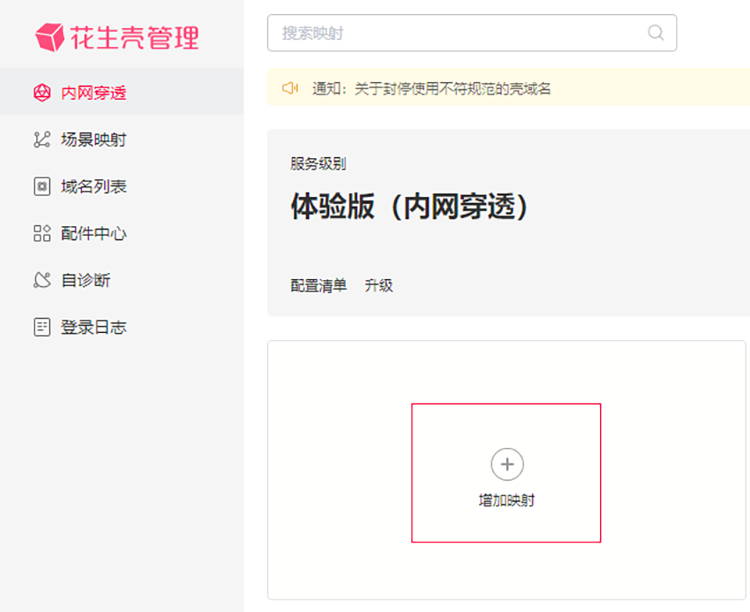 花生壳管理
内网穿透
场景映射
域名列表
配件中心
自诊断
登录日志
搜索映射
通知：关于封停使用不符规范的壳域名
服务级别
体验版（内网穿透）
配置清单 升级
增加映射